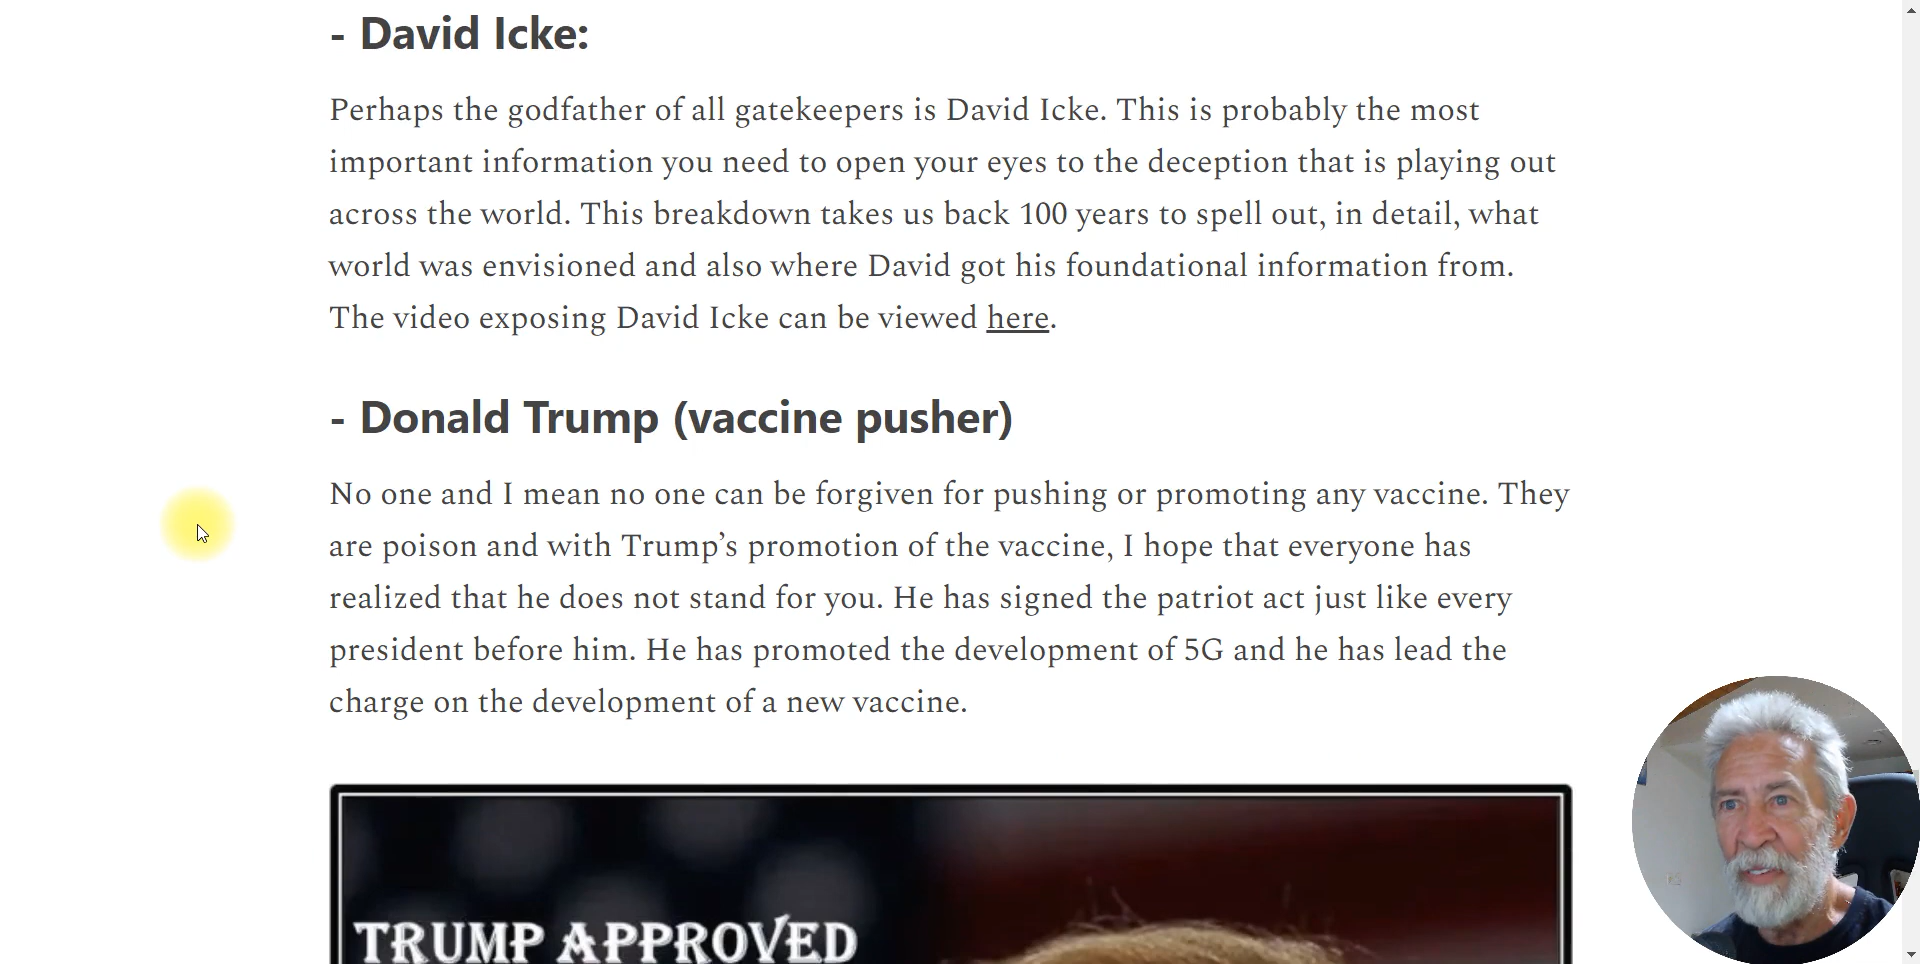 - David Icke:
Perhaps the godfather of all gatekeepers is David Icke. This is probably the most
important information you need to open your eyes to the deception that is playing out
across the world. This breakdown takes us back 100 years to spell out, in detail, what
world was envisioned and also where David got his foundational information from.
The video exposing David Icke can be viewed here.
- Donald Trump (vaccine pusher)
No one and I mean no one can be forgiven for pushing or promoting any vaccine. They
are poison and with Trump’s promotion of the vaccine, I hope that everyone has
realized that he does not stand for you. He has signed the patriot act just like every
president before him. He has promoted the development of 5G and he has lead the
charge on the development of a new vaccine.
TRUMP APPROVED